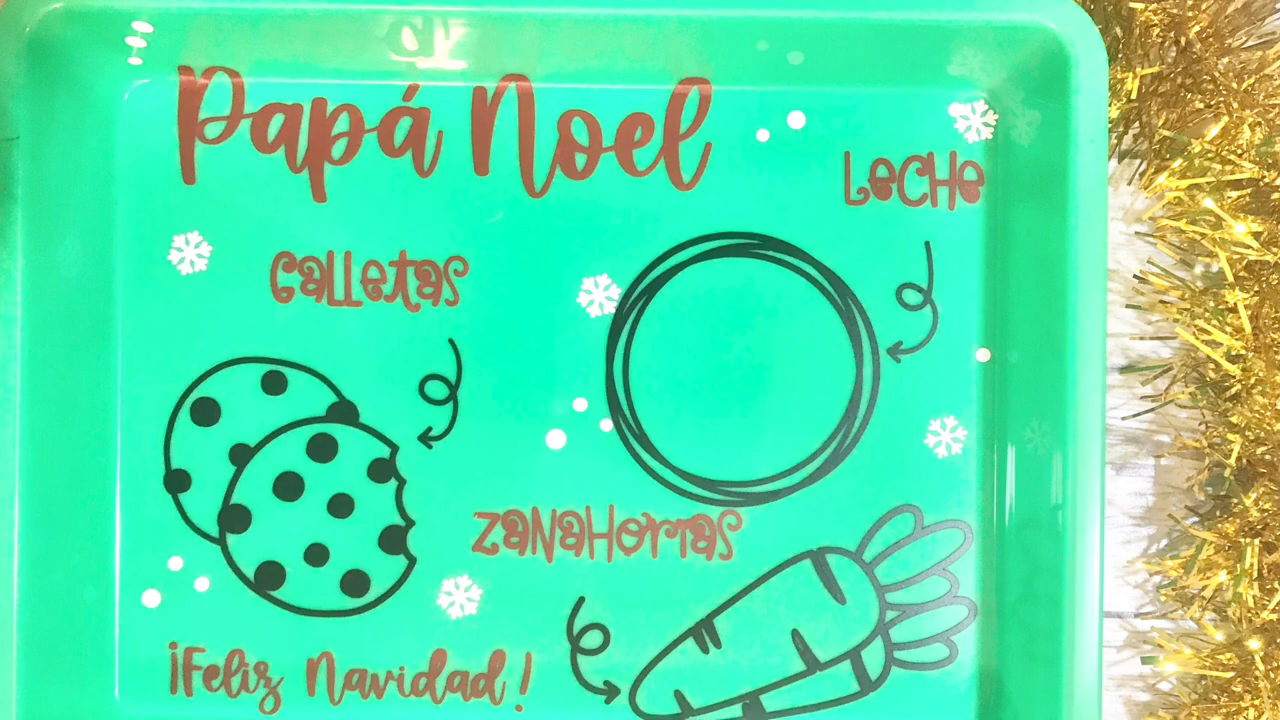 Papá Noel
LeCHe
GaLLetas
ZaNaHorias
¡Feliz Navidad!